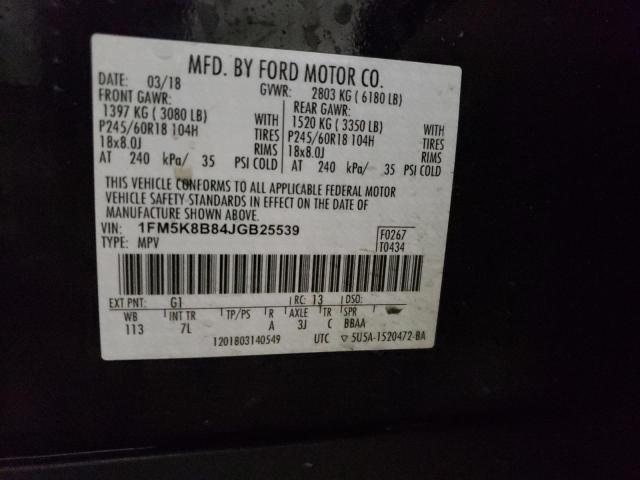 MFD. BY FORD MOTOR CO.
DATE: 03/18 GVWR: 2803 KG ( 6180 LB)
FRONT GAWR: REAR GAWR:
1397 KG ( 3080 LB) WITH 1520 KG ( 3350 LB) WITH
P245/60R18 104H TIRES P245/60R18 104H TIRES
18x8.0J RIMS 18x8.0J RIMS
AT 240 kPa/ 35 PSI COLD AT 240 kPa/ 35 PSI COLD
THIS VEHICLE CONFORMS TO ALL APPLICABLE FEDERAL MOTOR
VEHICLE SAFETY STANDARDS IN EFFECT ON THE DATE OF
MANUFACTURE SHOWN ABOVE.
VIN: 1FM5K8B84JGB25539 F0267
TYPE: MPV T0434
EXT PNT: G1 RC: 13 DSO:
WB INT TR TP/PS R AXLE TR SPR
113 7L A 3J C BBAA
1201803140549 UTC ▽5U5A-1520472-BA